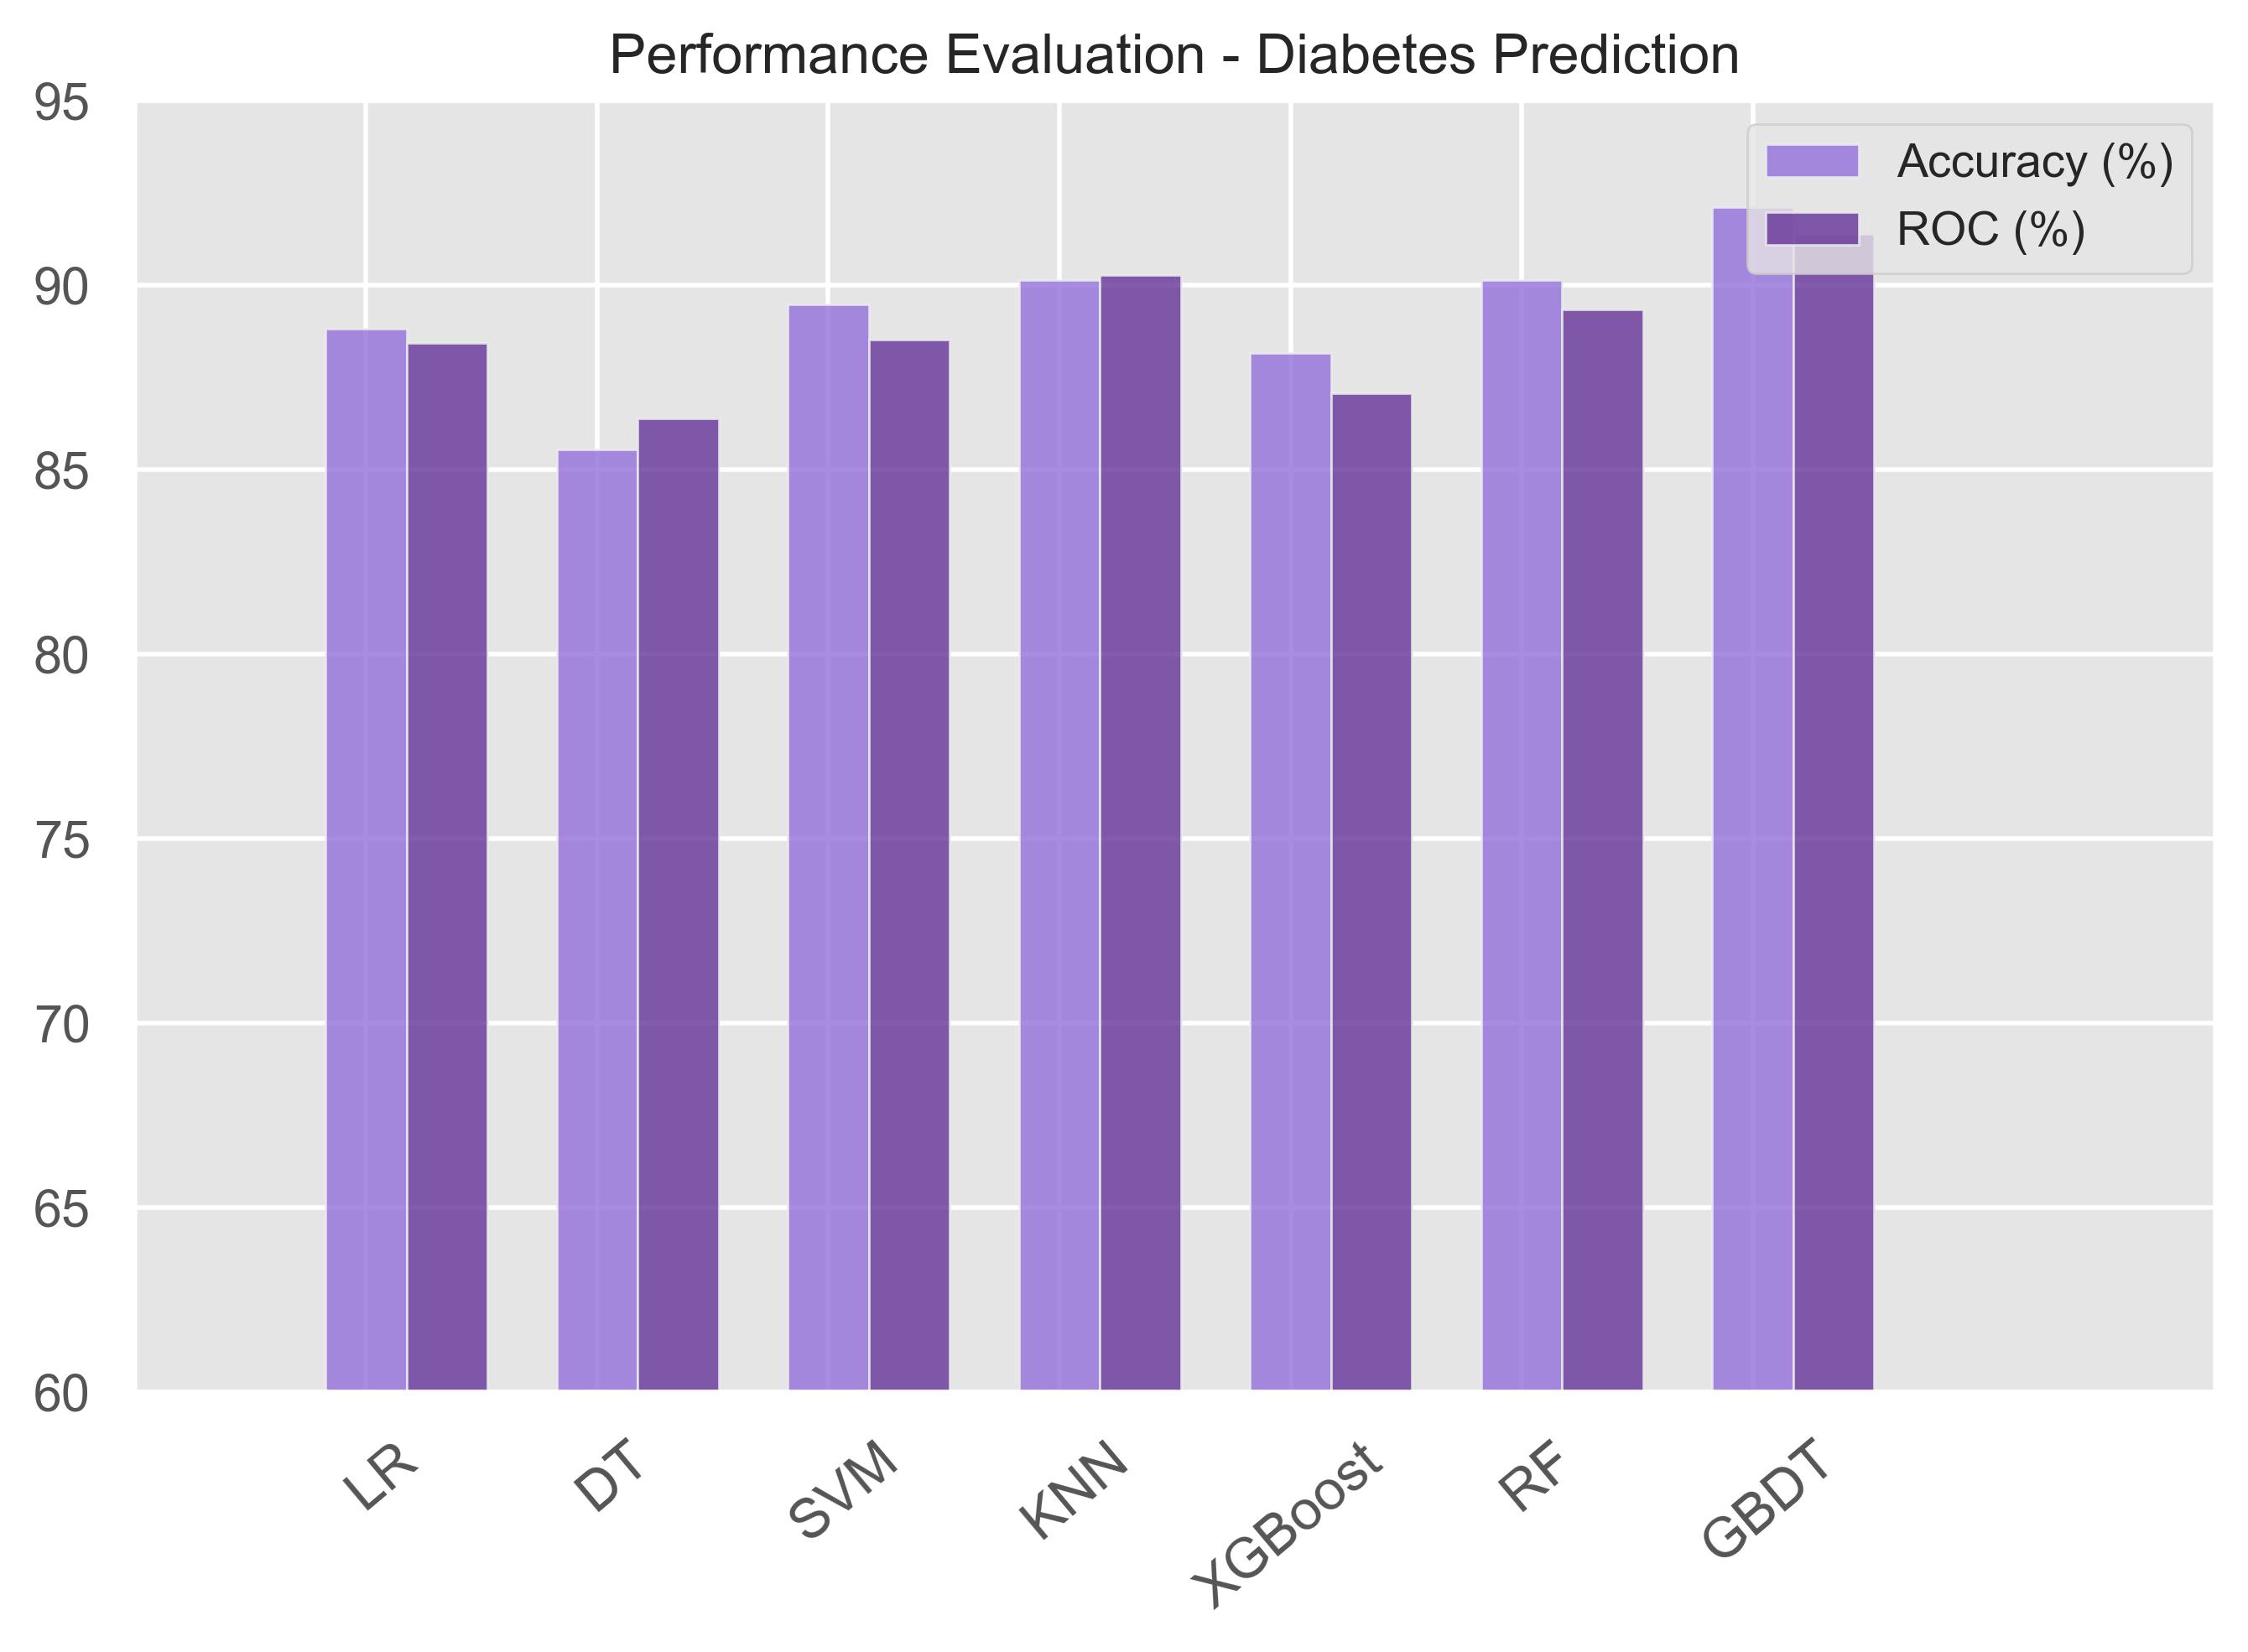 Performance Evaluation - Diabetes Prediction
95
90
85
80
75
70
65
60
Accuracy (%)
ROC (%)
LR
DT
SVM
KNN
XGBoost
RF
GBDT